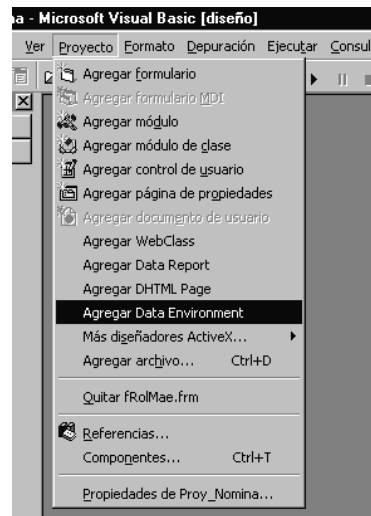 na - Microsoft Visual Basic [diseño]
Ver Proyecto Formato Depuración Ejecutar Consul
Agregar formulario
Agregar formulario MDI
Agregar módulo
Agregar módulo de clase
Agregar control de usuario
Agregar página de propiedades
Agregar documento de usuario
Agregar WebClass
Agregar Data Report
Agregar DHTML Page
Agregar Data Environment
Más diseñadores ActiveX...
Agregar archivo... Ctrl+D
Quitar fRolMae.frm
Referencias...
Componentes... Ctrl+T
Propiedades de Proy_Nomina...